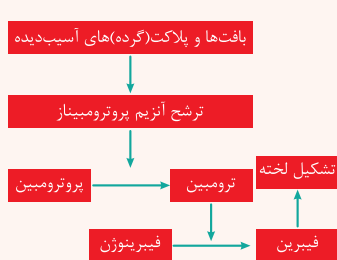 بافت‌ها و پلاکت(گرده)های آسیب‌دیده
ترشح آنزیم پروترومبیناز
تشکیل لخته
ترومبین
پروترومبین
فیبرین
فیبرینوژن